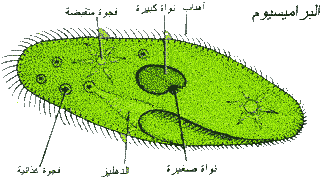 البراميسيوم
أهداب
نواة كبيرة
فجوة منقبضة
نواة صغيرة
الدهليز
فجوة غذائية